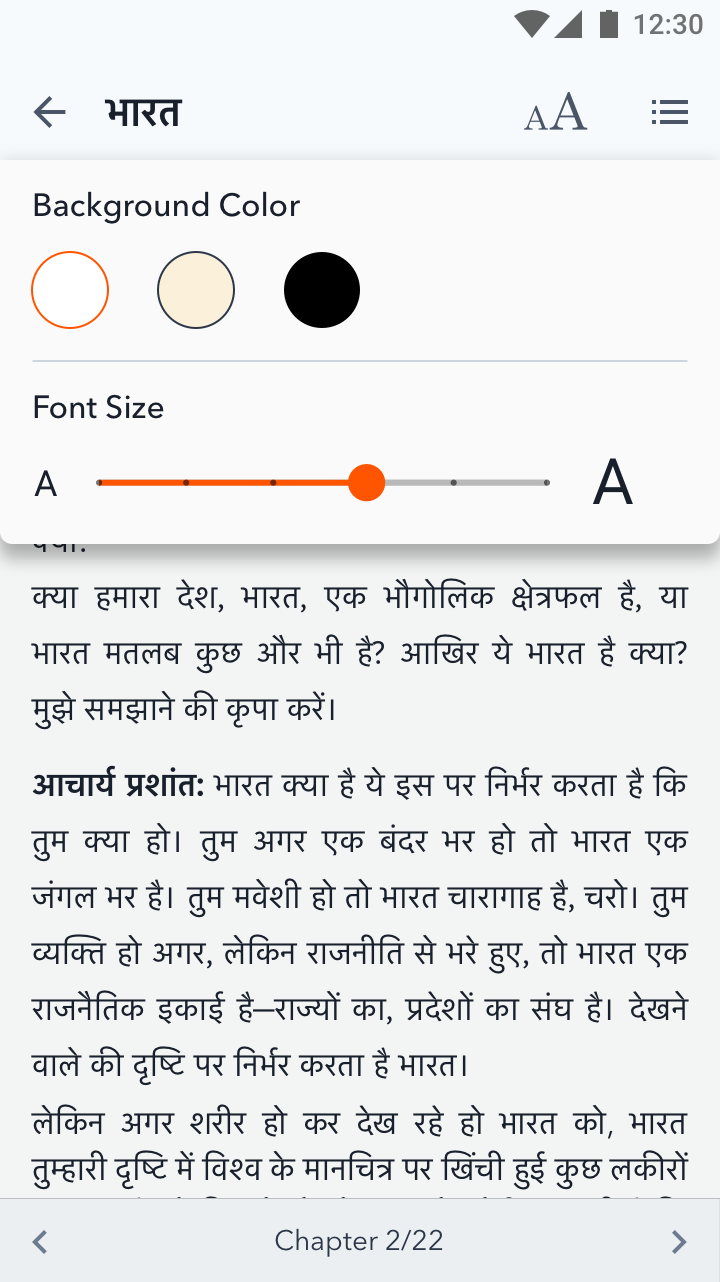 12:30
भारत
AA
Background Color
Font Size
A A
क्या हमारा देश, भारत, एक भौगोलिक क्षेत्रफल है, या
भारत मतलब कुछ और भी है? आखिर ये भारत है क्या?
मुझे समझाने की कृपा करें।
आचार्य प्रशांत: भारत क्या है ये इस पर निर्भर करता है कि
तुम क्या हो। तुम अगर एक बंदर भर हो तो भारत एक
जंगल भर है। तुम मवेशी हो तो भारत चारागाह है, चरो। तुम
व्यक्ति हो अगर, लेकिन राजनीति से भरे हुए, तो भारत एक
राजनैतिक इकाई है—राज्यों का, प्रदेशों का संघ है। देखने
वाले की दृष्टि पर निर्भर करता है भारत।
लेकिन अगर शरीर हो कर देख रहे हो भारत को, भारत
तुम्हारी दृष्टि में विश्व के मानचित्र पर खिंची हुई कुछ लकीरों
Chapter 2/22